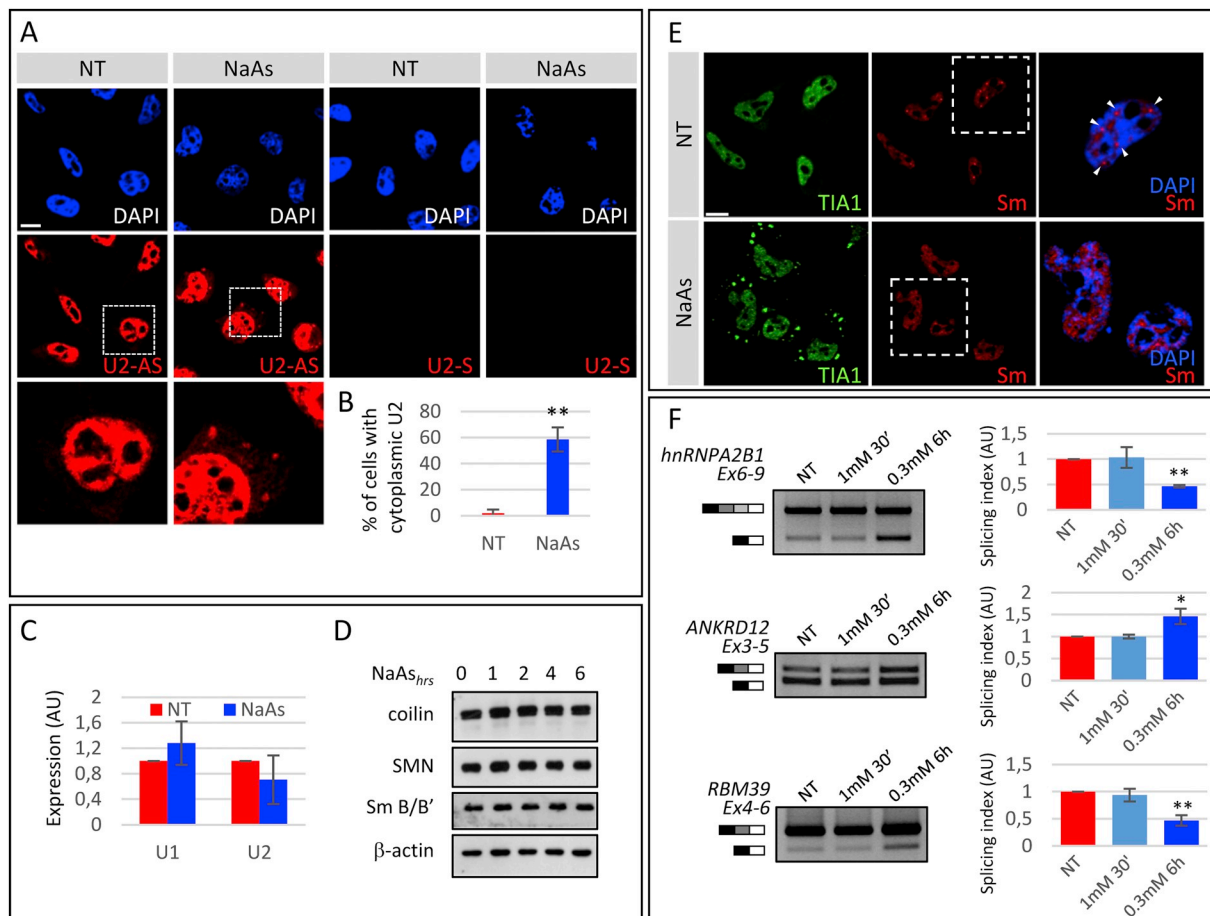 A
NT NaAs NT NaAs
DAPI DAPI DAPI DAPI
U2-AS U2-AS U2-S U2-S
B
% of cells with
cytoplasmic U2
80
60
40
20
0
**
NT NaAs
C
Expression (AU)
2
1,6
1,2
0,8
0,4
0
NT NaAs
U1 U2
D
NaAshrs 0 1 2 4 6
coilin
SMN
Sm B/B'
β-actin
E
NT
TIA1 Sm DAPI
Sm
NaAs
TIA1 Sm DAPI
Sm
F
hnRNPA2B1
Ex6-9
NT 1mM 30' 0.3mM 6h
Splicing index (AU)
1,5
1
0,5
0
**
NT 1mM 30' 0.3mM 6h
ANKRD12
Ex3-5
NT 1mM 30' 0.3mM 6h
Splicing index (AU)
2
1,5
1
0,5
0
*
NT 1mM 30' 0.3mM 6h
RBM39
Ex4-6
NT 1mM 30' 0.3mM 6h
Splicing index (AU)
1,5
1
0,5
0
**
NT 1mM 30' 0.3mM 6h